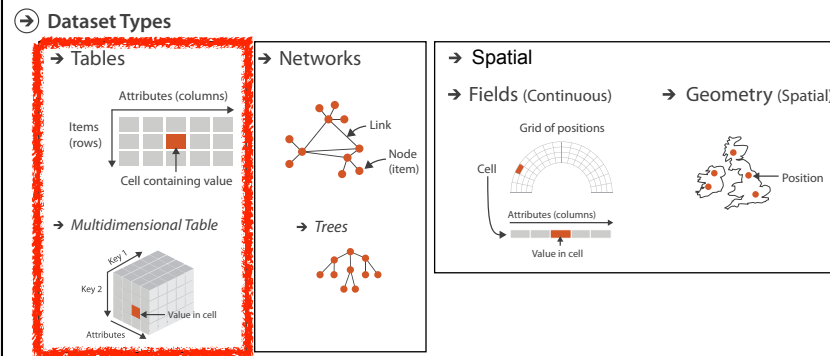 Dataset Types
Tables
Attributes (columns)
Items
(rows)
Cell containing value
Multidimensional Table
Key 1
Key 2
Value in cell
Attributes
Networks
Link
Node
(item)
Trees
Spatial
Fields (Continuous)
Grid of positions
Cell
Attributes (columns)
Value in cell
Geometry (Spatial)
Position